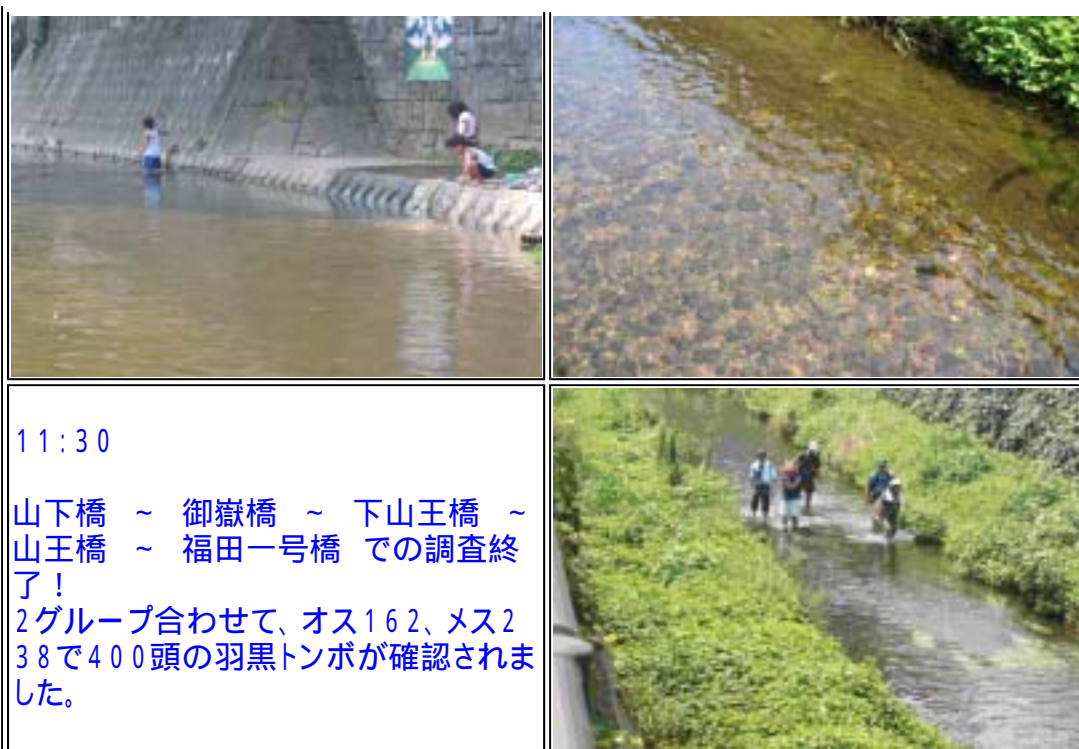 11:30
山下橋 ~ 御嶽橋 ~ 下山王橋 ~
山王橋 ~ 福田一号橋 での調査終
了!
2グループ合わせて、オス162、メス2
38で400頭の羽黒トンボが確認されま
した。